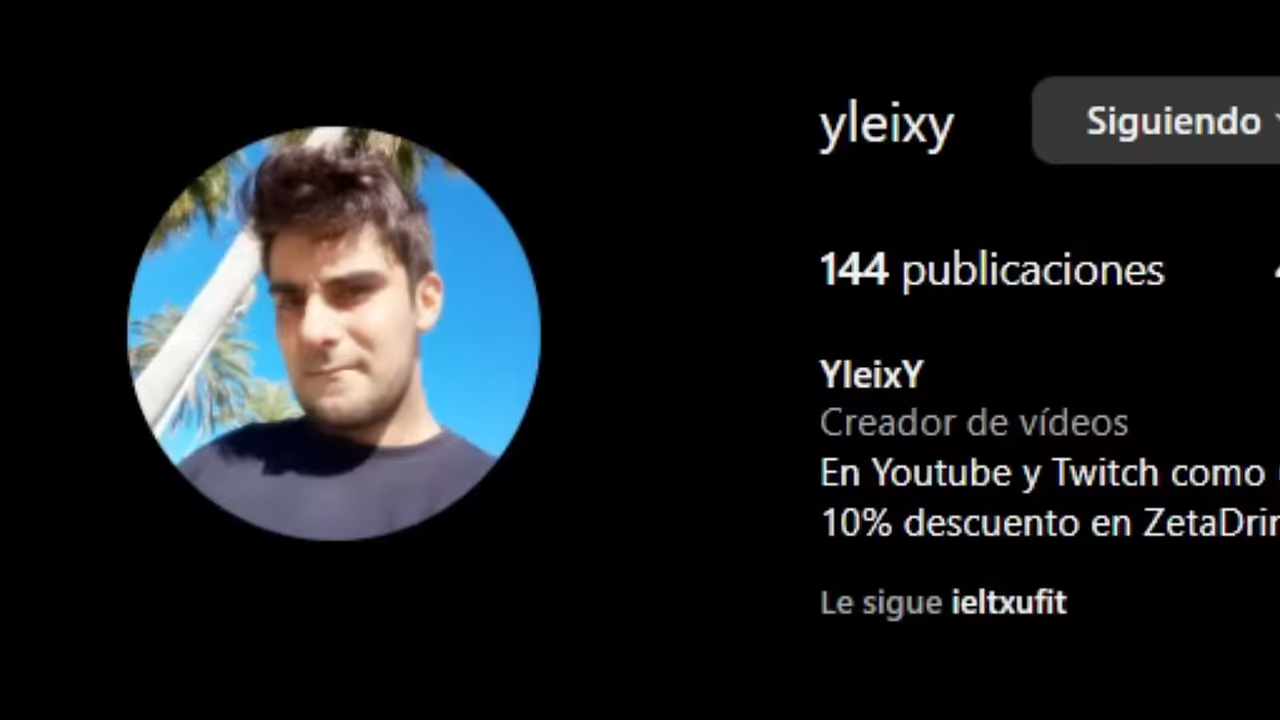 yleixy
Siguiendo
144 publicaciones
YleixY
Creador de vídeos
En Youtube y Twitch como
10% descuento en
Le sigue ieltxufit